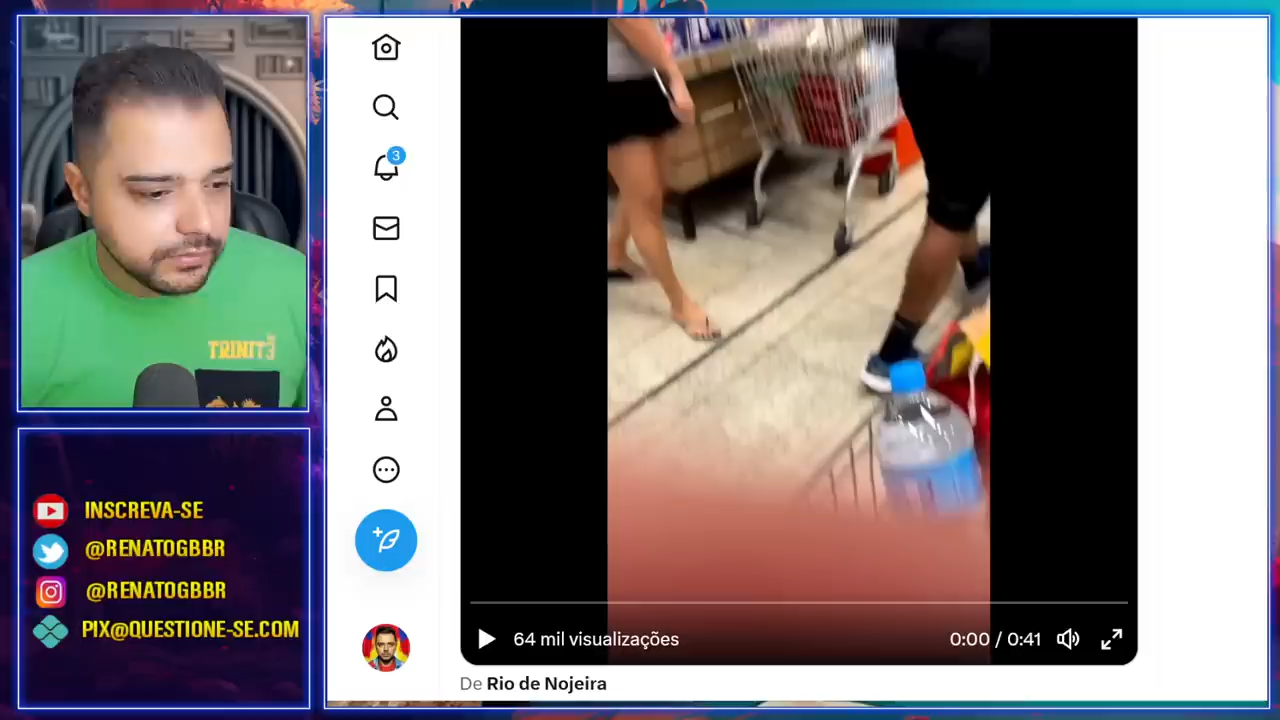 TRINIT3
INSCREVA-SE
@RENATOGBBR
@RENATOGBBR
PIX@QUESTIONE-SE.COM
3
64 mil visualizações
0:00 / 0:41
De Rio de Nojeira